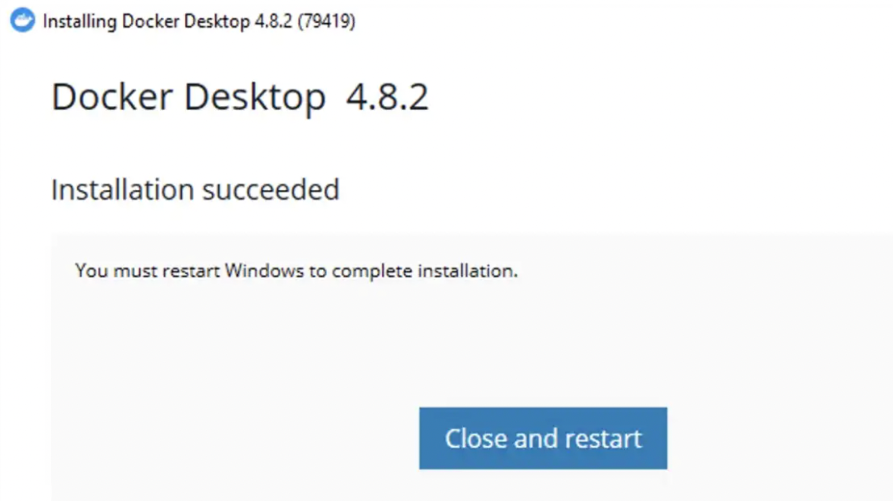 Installing Docker Desktop 4.8.2 (79419)
Docker Desktop 4.8.2
Installation succeeded
You must restart Windows to complete installation.
Close and restart